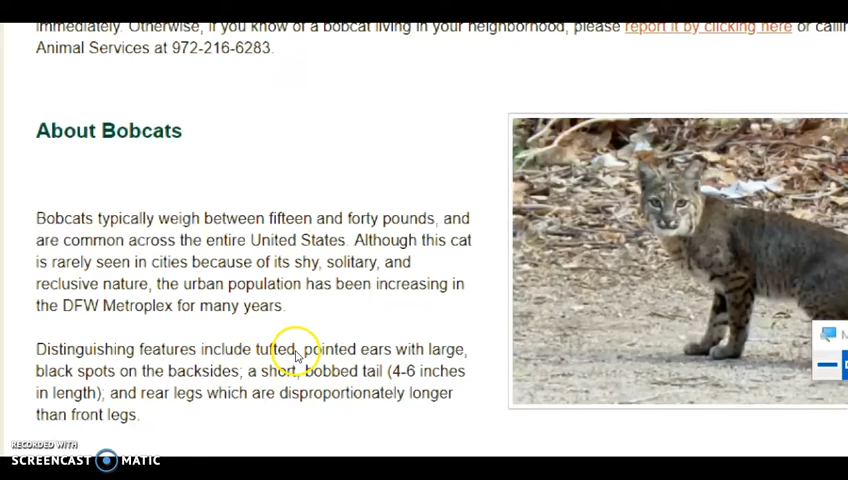 immediately. Otherwise, if you know of a bobcat living in your neighborhood, please report it by clicking here or
Animal Services at 972-216-6283.
About Bobcats
Bobcats typically weigh between fifteen and forty pounds, and
are common across the entire United States. Although this cat
is rarely seen in cities because of its shy, solitary, and
reclusive nature, the urban population has been increasing in
the DFW Metroplex for many years.
Distinguishing features include tufted, pointed ears with large,
black spots on the backsides; a short, bobbed tail (4-6 inches
in length); and rear legs which are disproportionately longer
than front legs.
RECORDED WITH
SCREENCAST MATIC